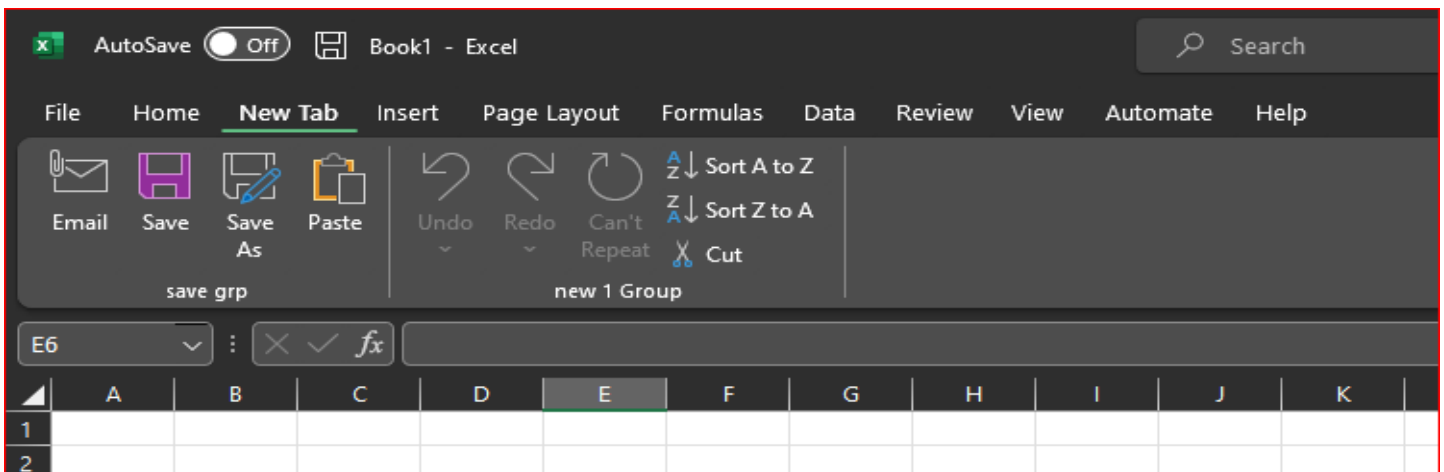 AutoSave Off Book1 - Excel Search
File Home New Tab Insert Page Layout Formulas Data Review View Automate Help
Email Save Save As Paste Undo Redo Can't Repeat
Sort A to Z
Sort Z to A
Cut
save grp new 1 Group
E6 fx
A B C D E F G H I J K
1
2